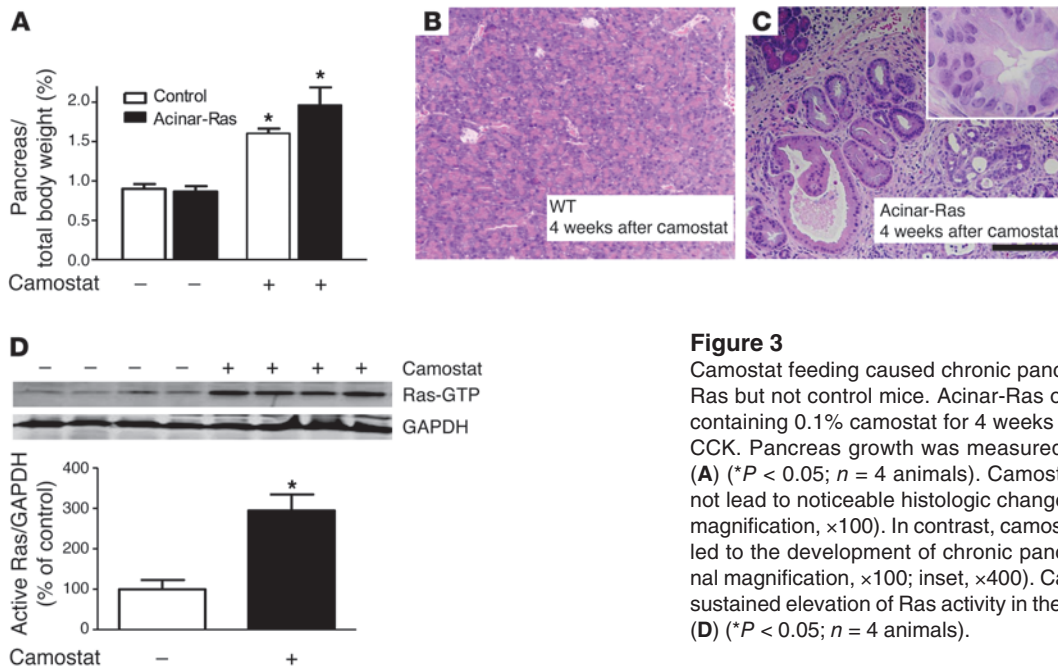 A
Pancreas/
total body weight (%)
2.0
1.5
1.0
0.5
0.0
Control
Acinar-Ras
*
*
Camostat – – + +
B
WT
4 weeks after camostat
C
Acinar-Ras
4 weeks after camostat
D
– – – – + + + + Camostat
Ras-GTP
GAPDH
Active Ras/GAPDH
(% of control)
400
300
200
100
0
*
Camostat – +
Figure 3
Camostat feeding caused chronic panc
Ras but not control mice. Acinar-Ras o
containing 0.1% camostat for 4 weeks
CCK. Pancreas growth was measured
(A) (*P < 0.05; n = 4 animals). Camost
not lead to noticeable histologic change
magnification, ×100). In contrast, camos
led to the development of chronic panc
nal magnification, ×100; inset, ×400). Ca
sustained elevation of Ras activity in the
(D) (*P < 0.05; n = 4 animals).